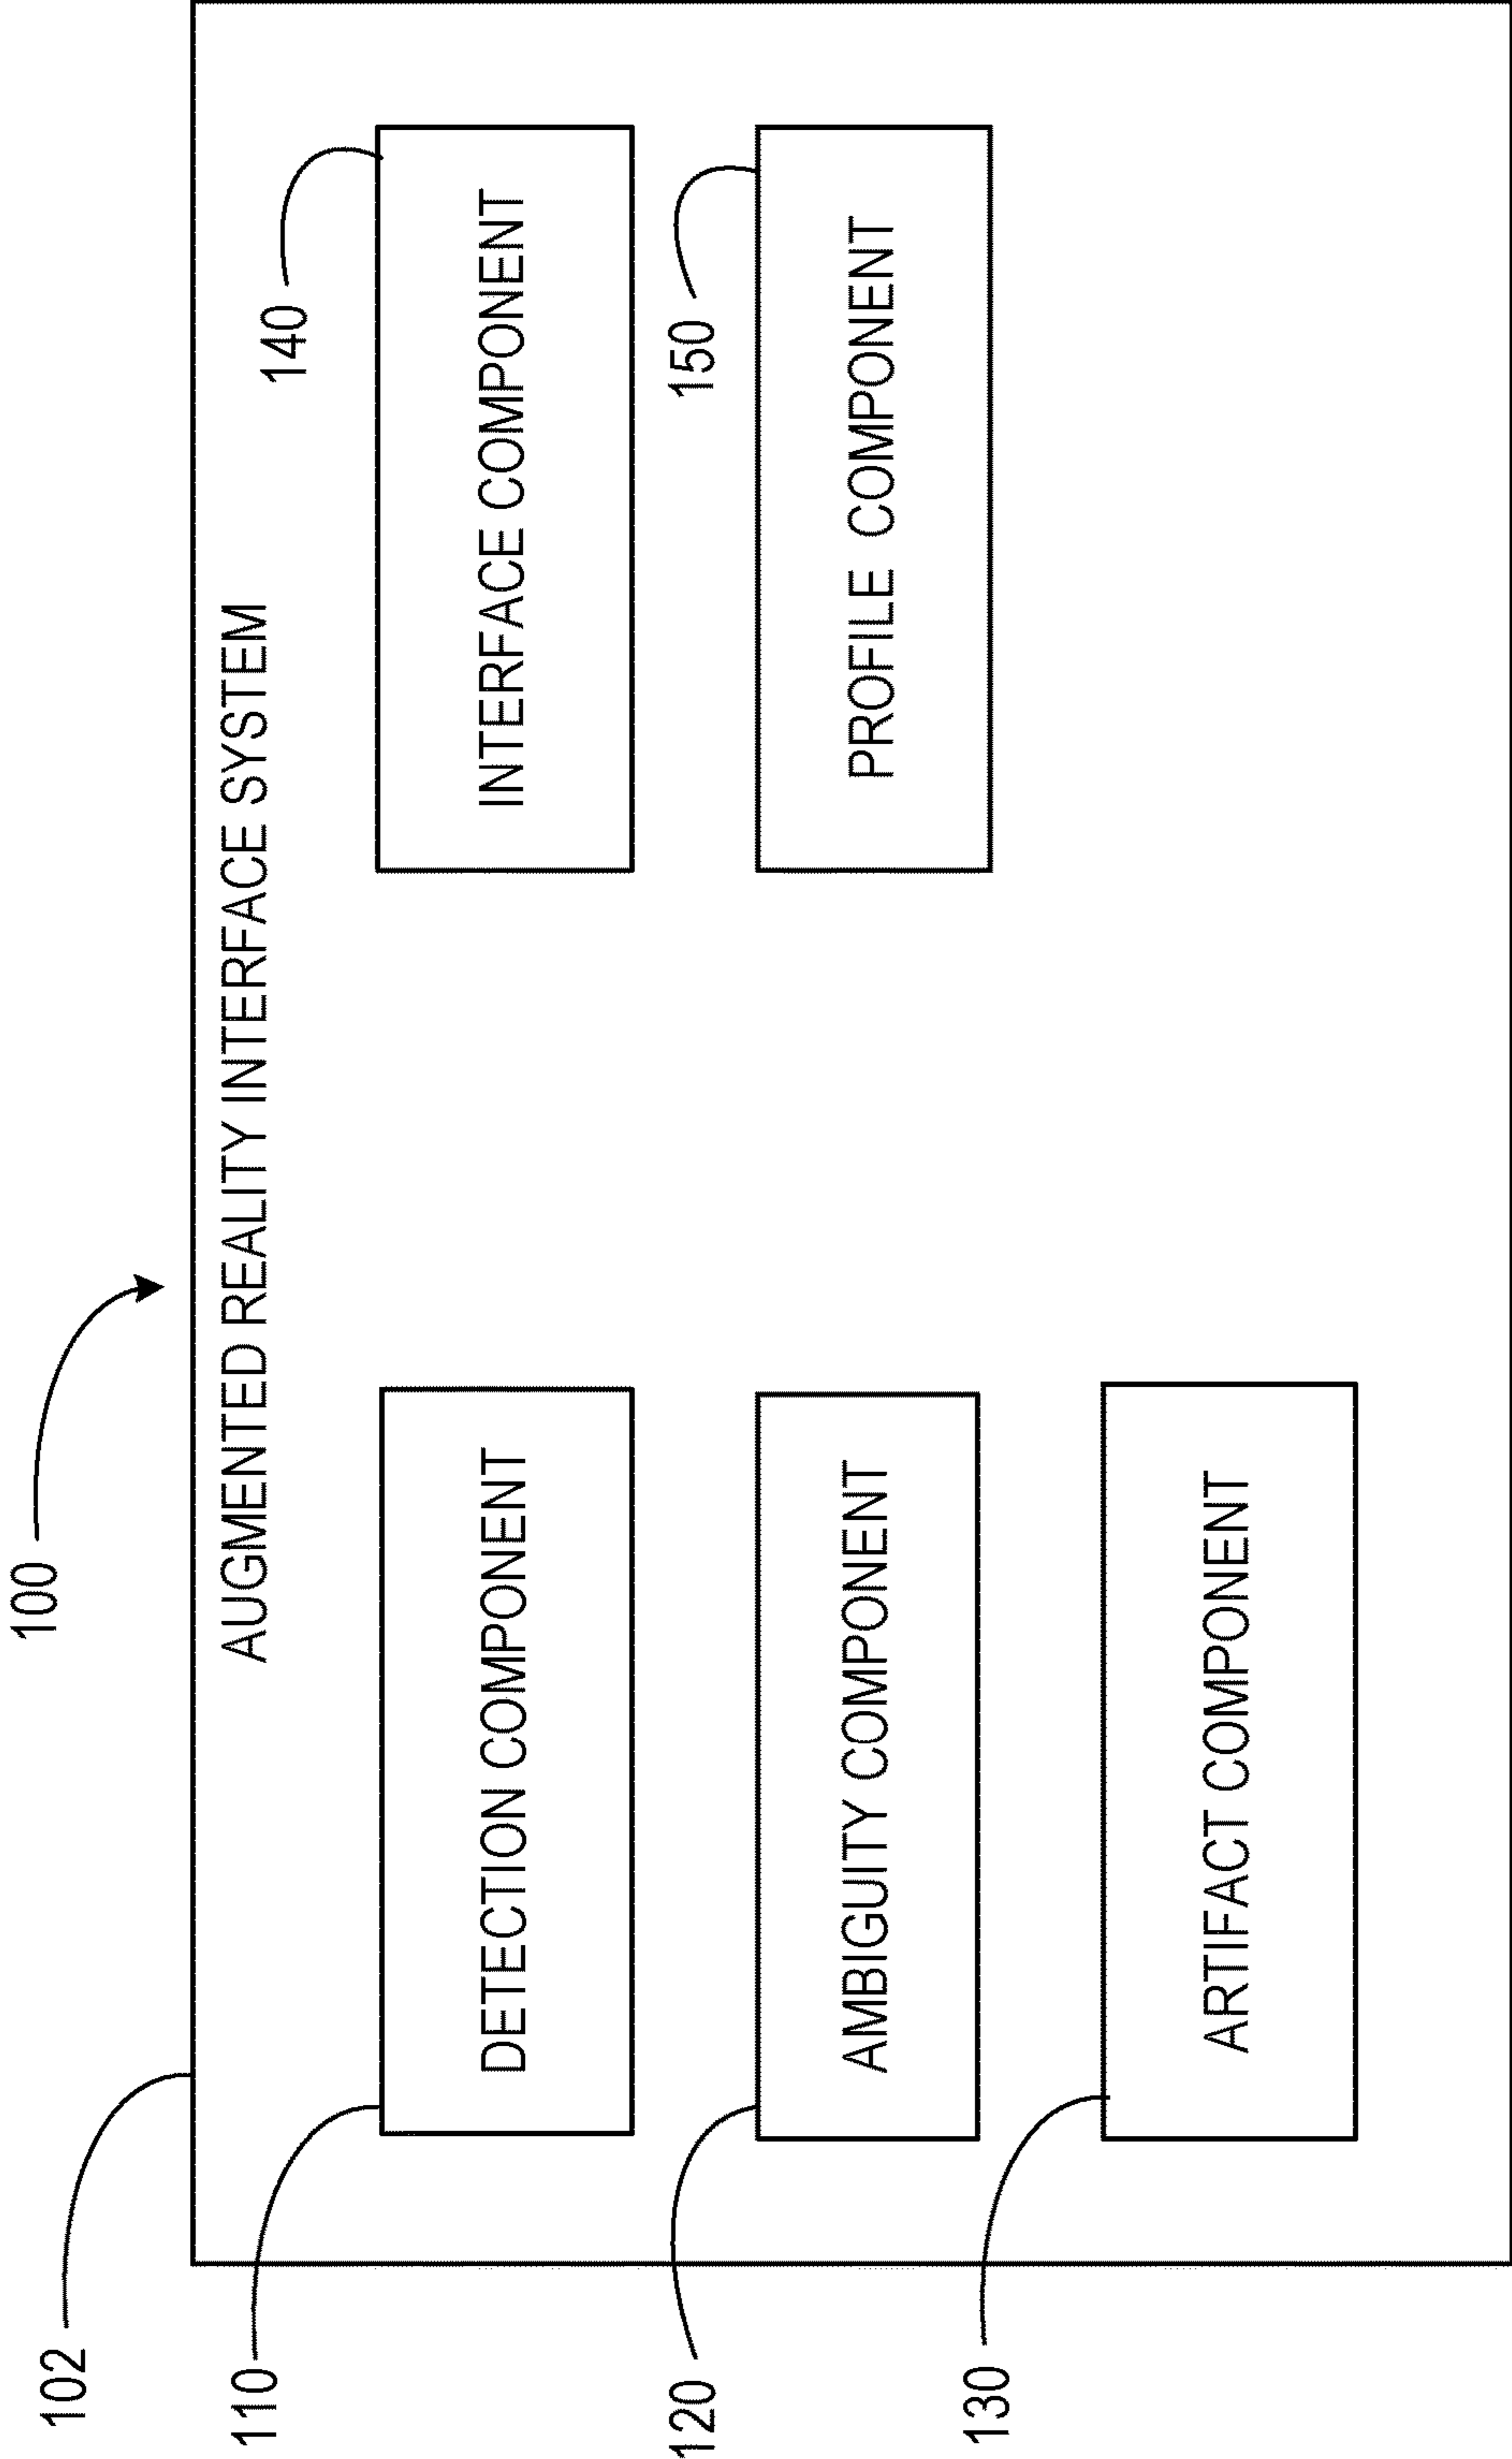 100
102
AUGMENTED REALITY INTERFACE SYSTEM
110
DETECTION COMPONENT
140
INTERFACE COMPONENT
120
AMBIGUITY COMPONENT
150
PROFILE COMPONENT
130
ARTIFACT COMPONENT